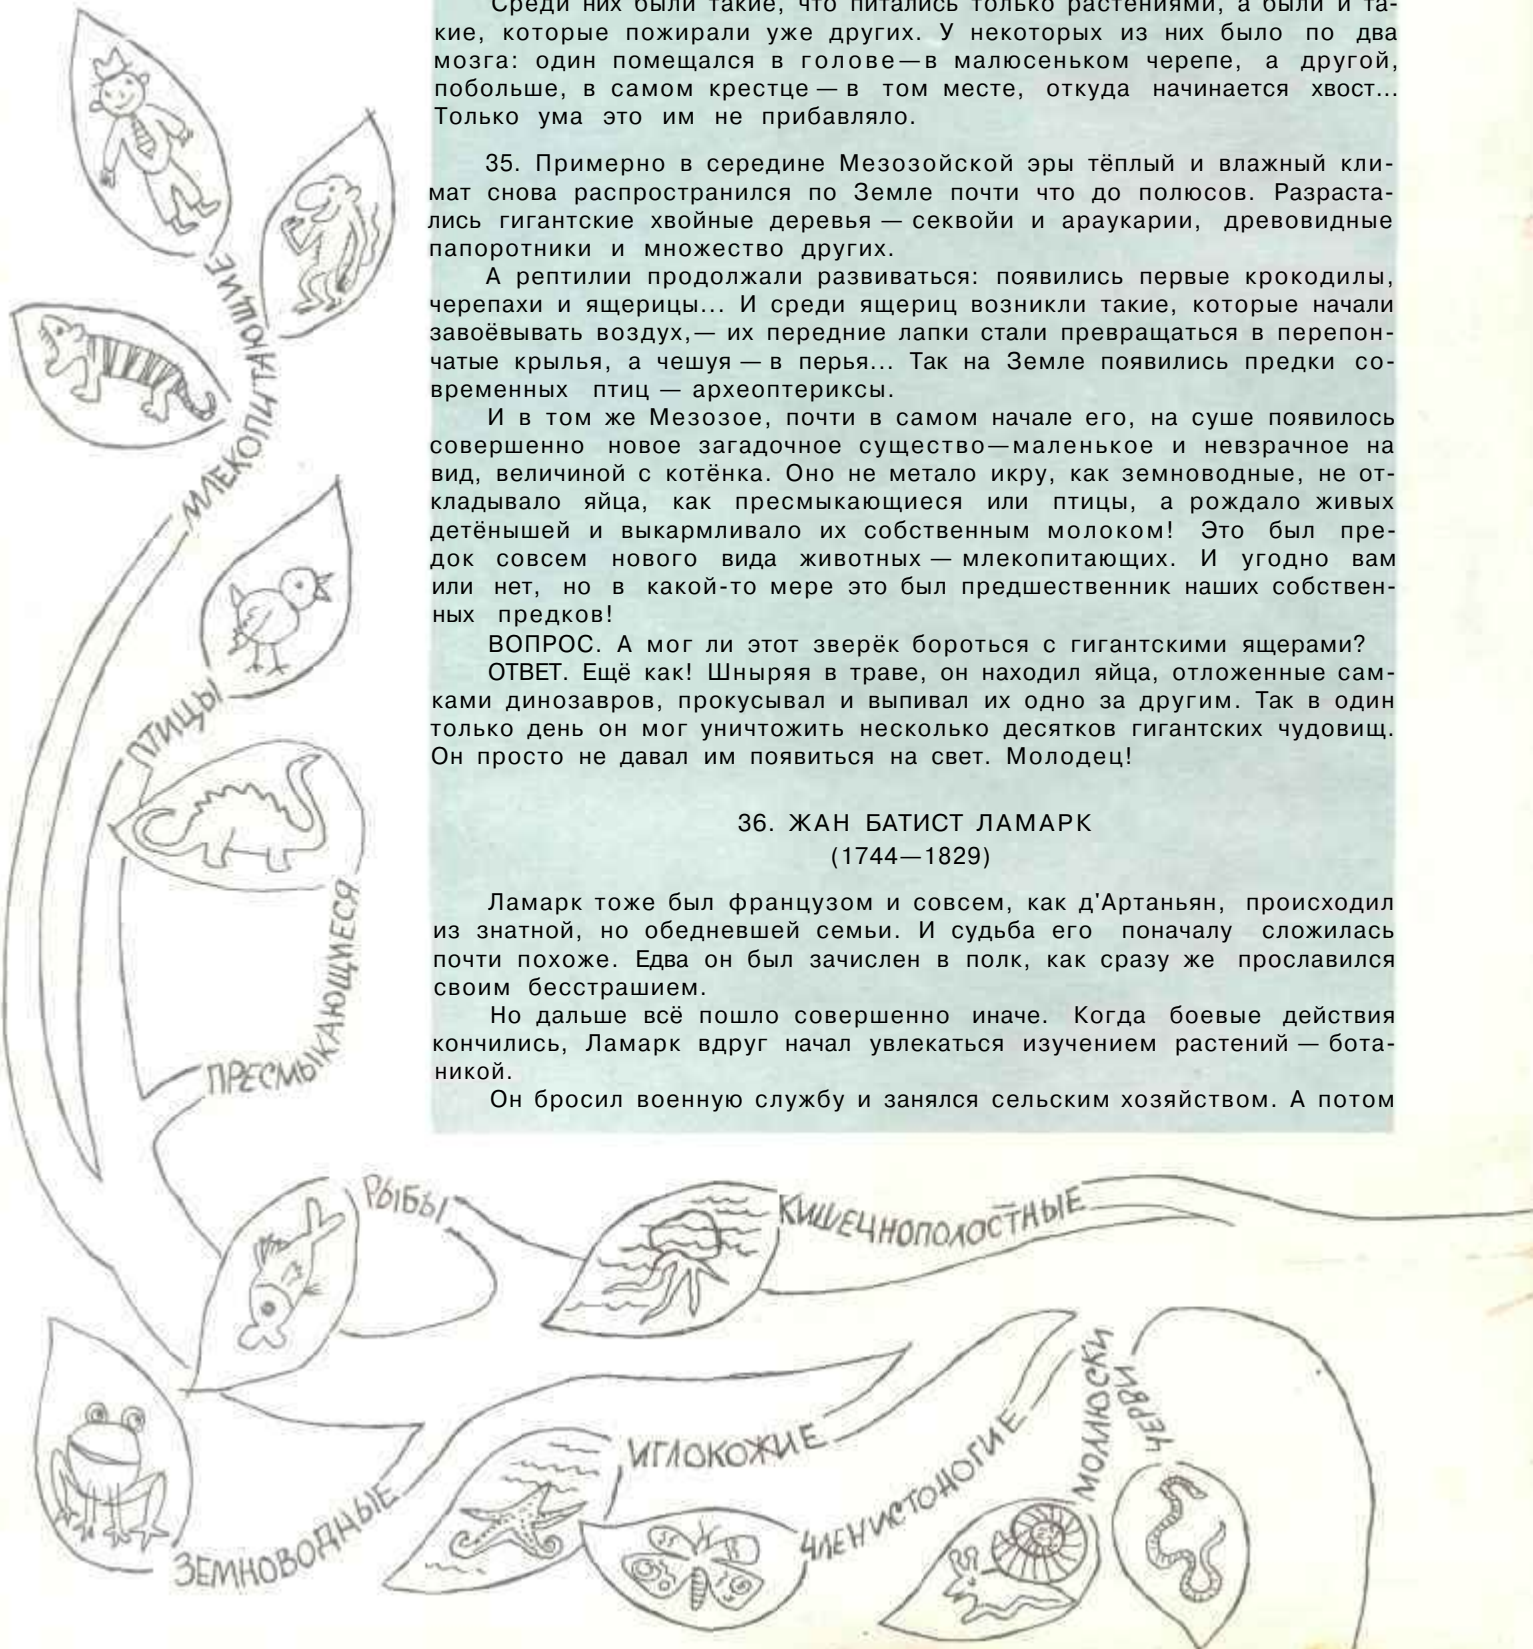 Среди них были такие, что питались только растениями, а были и та-
кие, которые пожирали уже других. У некоторых из них было по два
мозга: один помещался в голове—в малюсеньком черепе, а другой,
побольше, в самом крестце — в том месте, откуда начинается хвост...
Только ума это им не прибавляло.
35. Примерно в середине Мезозойской эры тёплый и влажный кли-
мат снова распространился по Земле почти что до полюсов. Разраста-
лись гигантские хвойные деревья — секвойи и араукарии, древовидные
папоротники и множество других.
А рептилии продолжали развиваться: появились первые крокодилы,
черепахи и ящерицы... И среди ящериц возникли такие, которые начали
завоёвывать воздух,— их передние лапки стали превращаться в перепон-
чатые крылья, а чешуя — в перья... Так на Земле появились предки со-
временных птиц — археоптериксы.
И в том же Мезозое, почти в самом начале его, на суше появилось
совершенно новое загадочное существо—маленькое и невзрачное на
вид, величиной с котёнка. Оно не метало икру, как земноводные, не от-
кладывало яйца, как пресмыкающиеся или птицы, а рождало живых
детёнышей и выкармливало их собственным молоком! Это был пре-
док совсем нового вида животных — млекопитающих. И угодно вам
или нет, но в какой-то мере это был предшественник наших собствен-
ных предков!
ВОПРОС. А мог ли этот зверёк бороться с гигантскими ящерами?
ОТВЕТ. Ещё как! Шныряя в траве, он находил яйца, отложенные сам-
ками динозавров, прокусывал и выпивал их одно за другим. Так в один
только день он мог уничтожить несколько десятков гигантских чудовищ.
Он просто не давал им появиться на свет. Молодец!
36. ЖАН БАТИСТ ЛАМАРК
(1744—1829)
Ламарк тоже был французом и совсем, как д'Артаньян, происходил
из знатной, но обедневшей семьи. И судьба его поначалу сложилась
почти похоже. Едва он был зачислен в полк, как сразу же прославился
своим бесстрашием.
Но дальше всё пошло совершенно иначе. Когда боевые действия
кончились, Ламарк вдруг начал увлекаться изучением растений — бота-
никой.
Он бросил военную службу и занялся сельским хозяйством. А потом
МЛЕКОПИТАЮЩИЕ
ПТИЦЫ
ПРЕСМЫКАЮЩИЕСЯ
РЫБЫ
КИШЕЧНОПОЛОСТНЫЕ
ЗЕМНОВОДНЫЕ
ИГЛОКОЖИЕ
ЧЛЕНИСТОНОГИЕ
МОЛЛЮСКИ
ЧЕРВИ